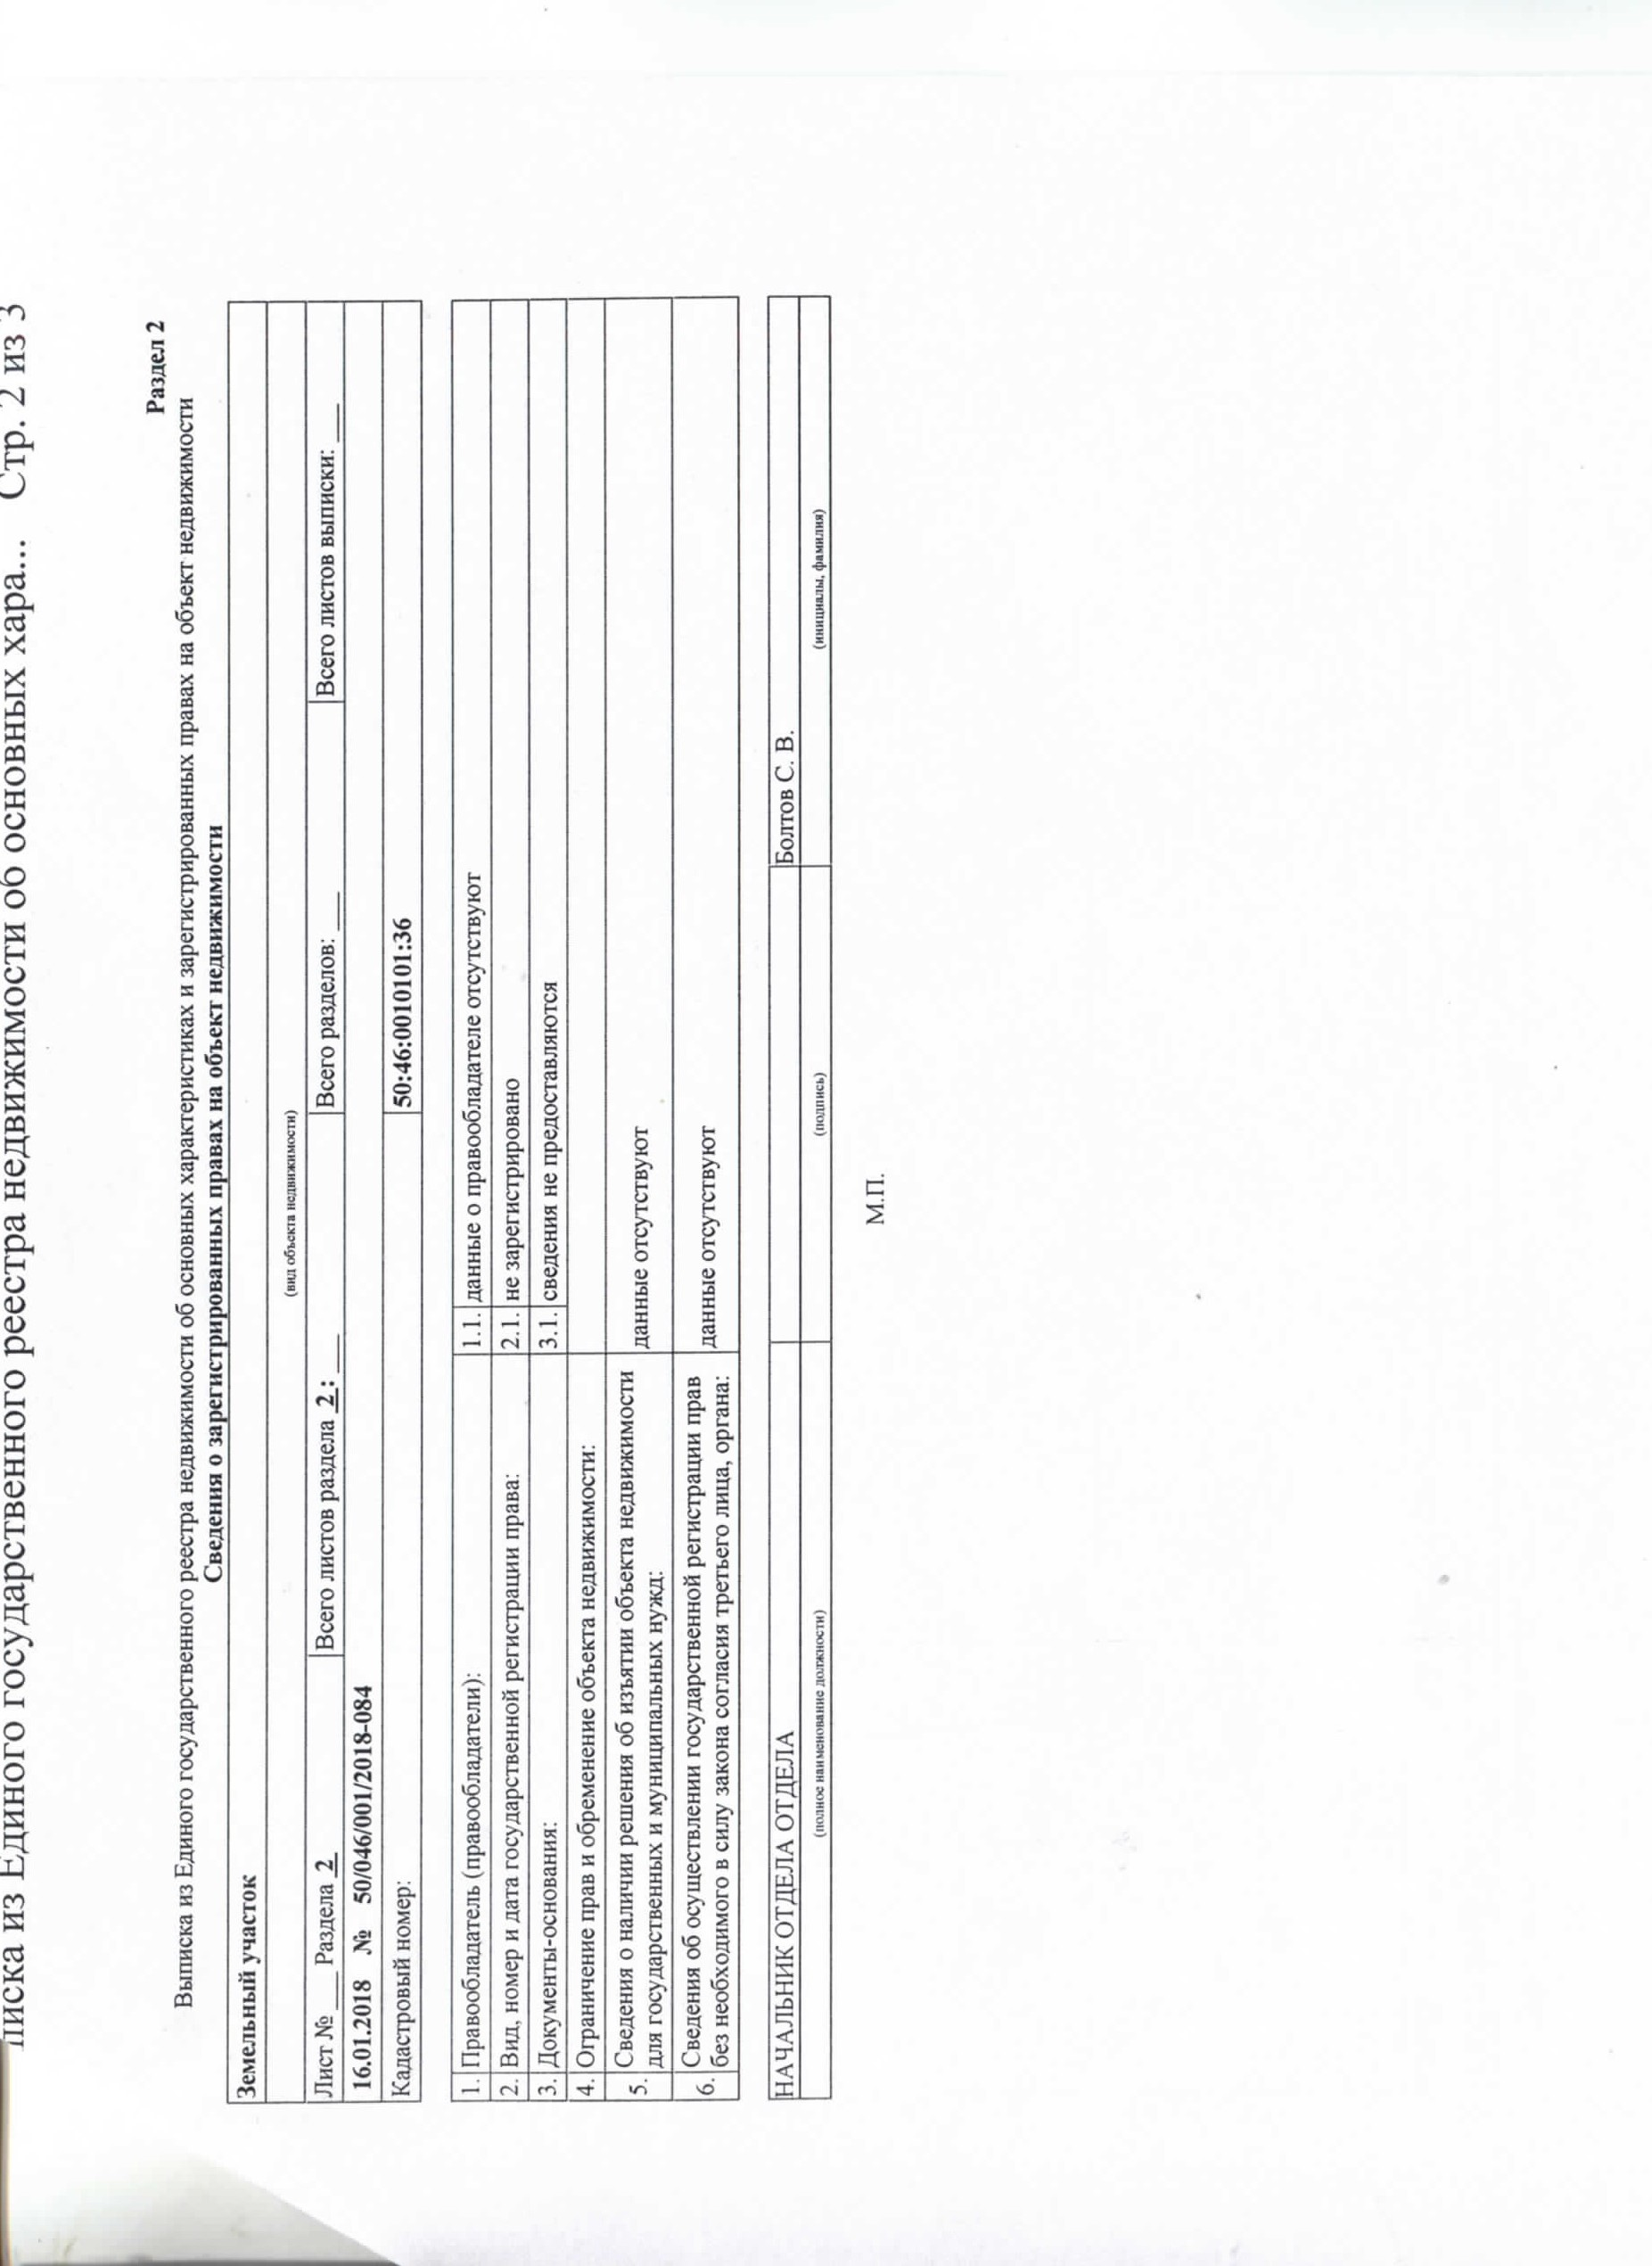 писка из Единого государственного реестра недвижимости об основных хара... Стр. 2 из 3
Раздел 2
Выписка из Единого государственного реестра недвижимости об основных характеристиках и зарегистрированных правах на объект недвижимости
Сведения о зарегистрированных правах на объект недвижимости
Земельный участок
(вид объекта недвижимости)
Лист № ___ Раздела 2 Всего листов раздела 2 : ___ Всего разделов: ___ Всего листов выписки: ___
16.01.2018 № 50/046/001/2018-084
Кадастровый номер: 50:46:0010101:36
1. Правообладатель (правообладатели): 1.1. данные о правообладателе отсутствуют
2. Вид, номер и дата государственной регистрации права: 2.1. не зарегистрировано
3. Документы-основания: 3.1. сведения не предоставляются
4. Ограничение прав и обременение объекта недвижимости:
5. Сведения о наличии решения об изъятии объекта недвижимости
для государственных и муниципальных нужд: данные отсутствуют
6. Сведения об осуществлении государственной регистрации прав
без необходимого в силу закона согласия третьего лица, органа: данные отсутствуют
НАЧАЛЬНИК ОТДЕЛА ОТДЕЛА Болтов С. В.
(полное наименование должности) (подпись) (инициалы, фамилия)
М.П.